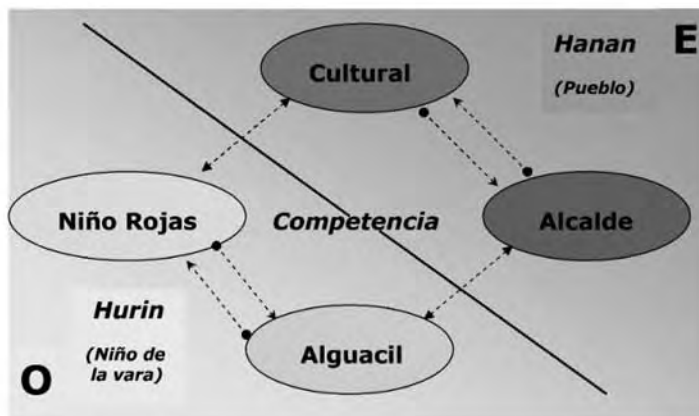 Cultural
Hanan
E
(Pueblo)
Niño Rojas
Competencia
Alcalde
Hurin
(Niño de
la vara)
O
Alguacil